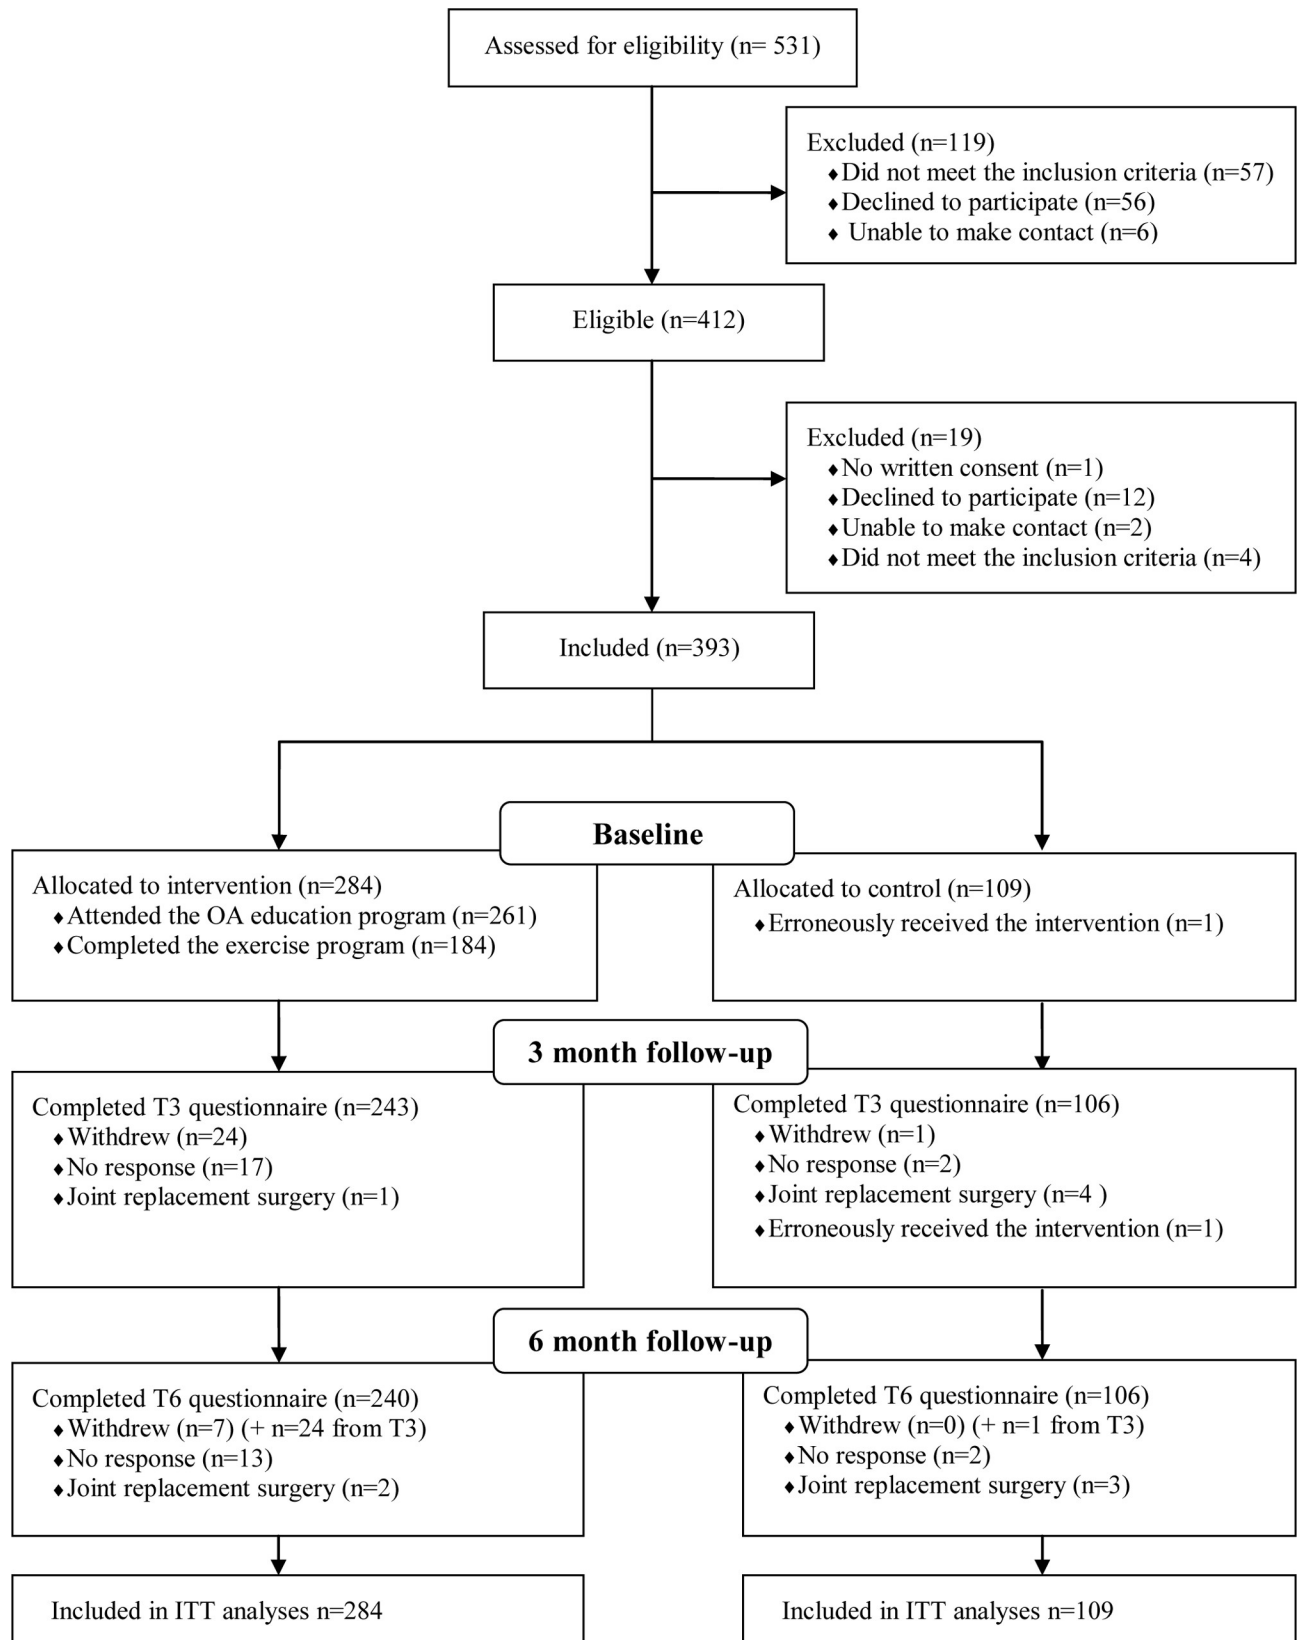 Assessed for eligibility (n= 531)
Excluded (n=119)
♦Did not meet the inclusion criteria (n=57)
♦Declined to participate (n=56)
♦ Unable to make contact (n=6)
Eligible (n=412)
Excluded (n=19)
♦No written consent (n=1)
♦Declined to participate (n=12)
♦Unable to make contact (n=2)
♦Did not meet the inclusion criteria (n=4)
Included (n=393)
Baseline
Allocated to intervention (n=284)
♦Attended the OA education program (n=261)
♦Completed the exercise program (n=184)
Allocated to control (n=109)
♦Erroneously received the intervention (n=1)
3 month follow-up
Completed T3 questionnaire (n=243)
♦Withdrew (n=24)
♦No response (n=17)
♦Joint replacement surgery (n=1)
Completed T3 questionnaire (n=106)
♦Withdrew (n=1)
♦No response (n=2)
♦Joint replacement surgery (n=4 )
♦Erroneously received the intervention (n=1)
6 month follow-up
Completed T6 questionnaire (n=240)
♦Withdrew (n=7) (+ n=24 from T3)
♦No response (n=13)
♦Joint replacement surgery (n=2)
Completed T6 questionnaire (n=106)
♦Withdrew (n=0) (+ n=1 from T3)
♦No response (n=2)
♦Joint replacement surgery (n=3)
Included in ITT analyses n=284
Included in ITT analyses n=109